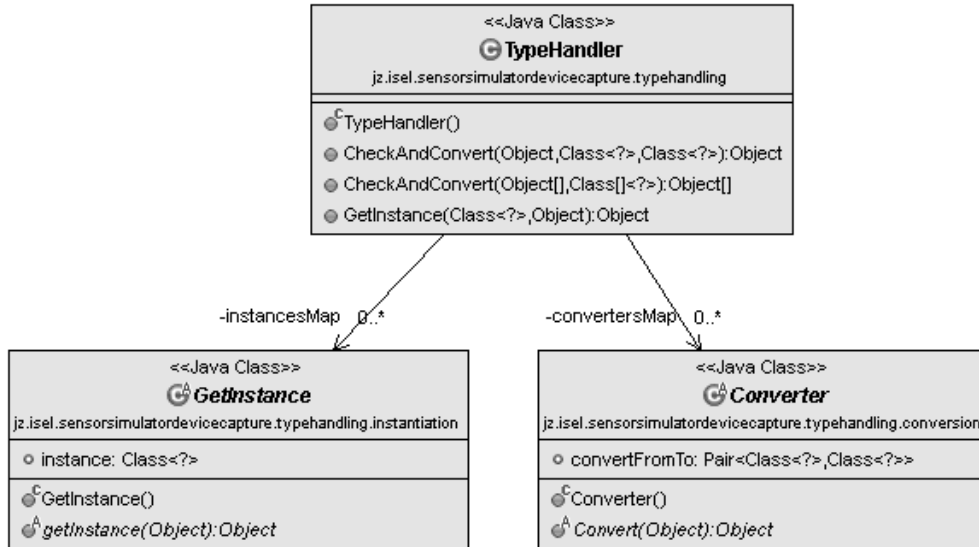 <<Java Class>>
TypeHandler
jz.isel.sensorsimulatordevicecapture.typehandling
TypeHandler()
CheckAndConvert(Object,Class<?>,Class<?>):Object
CheckAndConvert(Object[],Class[]<?>):Object[]
GetInstance(Class<?>,Object):Object
-instancesMap 0..*
-convertersMap 0..*
<<Java Class>>
GetInstance
jz.isel.sensorsimulatordevicecapture.typehandling.instantiation
instance: Class<?>
GetInstance()
getInstance(Object):Object
<<Java Class>>
Converter
jz.isel.sensorsimulatordevicecapture.typehandling.conversion
convertFromTo: Pair<Class<?>,Class<?>>
Converter()
Convert(Object):Object